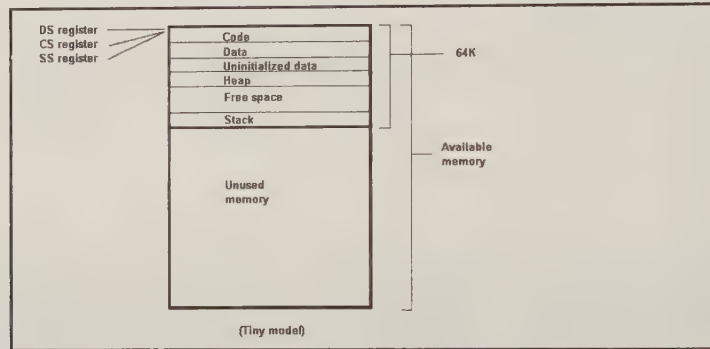 DS register
CS register
SS register
Code
Data
Uninitialized data
Heap
Free space
Stack
64K
Available
memory
Unused
memory
(Tiny model)